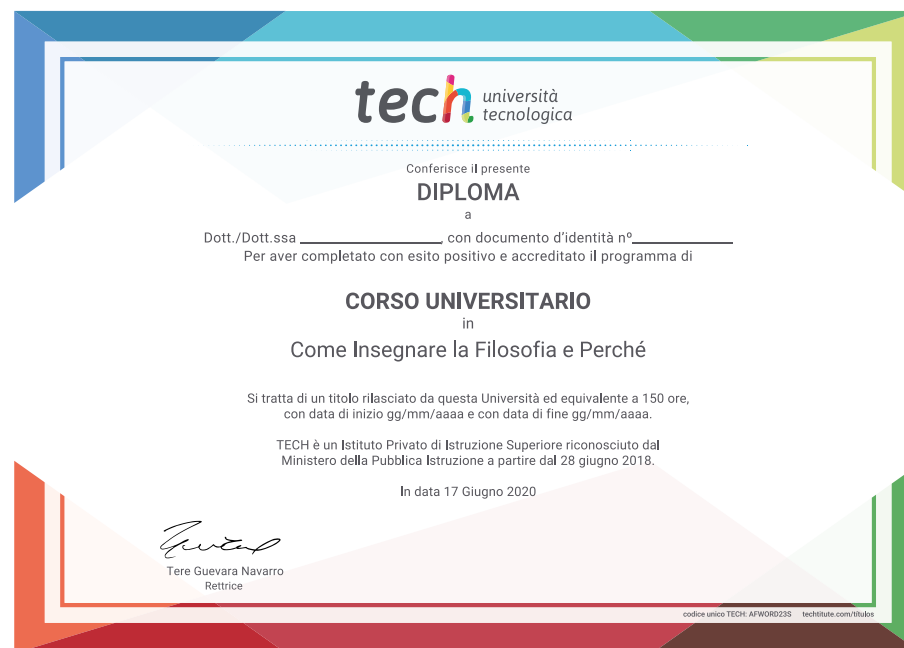 tech università
tecnologica
Conferisce il presente
DIPLOMA
a
Dott./Dott.ssa ____________________, con documento d'identità nº______________
Per aver completato con esito positivo e accreditato il programma di
CORSO UNIVERSITARIO
in
Come Insegnare la Filosofia e Perché
Si tratta di un titolo rilasciato da questa Università ed equivalente a 150 ore,
con data di inizio gg/mm/aaaa e con data di fine gg/mm/aaaa.
TECH è un Istituto Privato di Istruzione Superiore riconosciuto dal
Ministero della Pubblica Istruzione a partire dal 28 giugno 2018.
In data 17 Giugno 2020
Tere Guevara Navarro
Rettrice
codice unico TECH: AFWORD23S techtitute.com/titulos